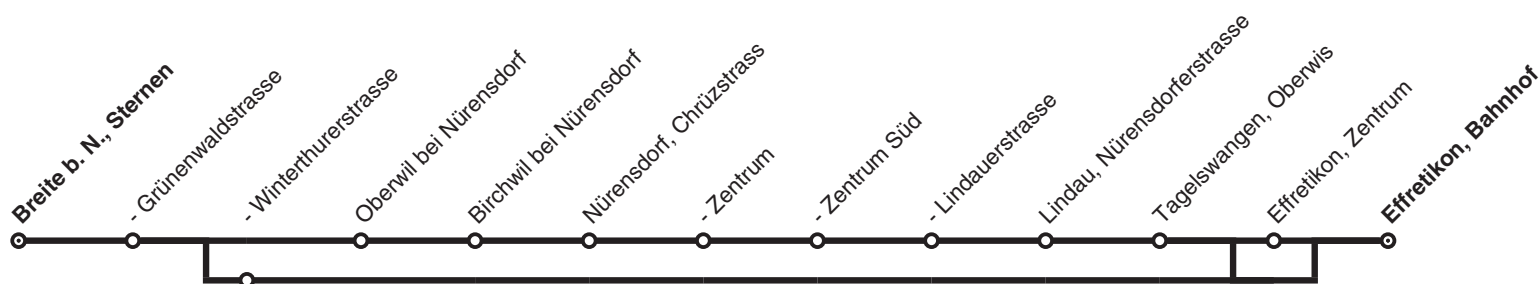 Breite b. N., Sternen
- Grünenwaldstrasse
- Winterthurerstrasse
Oberwil bei Nürensdorf
Birchwil bei Nürensdorf
Nürensdorf, Chrüzstrass
- Zentrum
- Zentrum Süd
- Lindauerstrasse
Lindau, Nürensdorferstrasse
Tagelswangen, Oberwis
Effretikon, Zentrum
Effretikon, Bahnhof